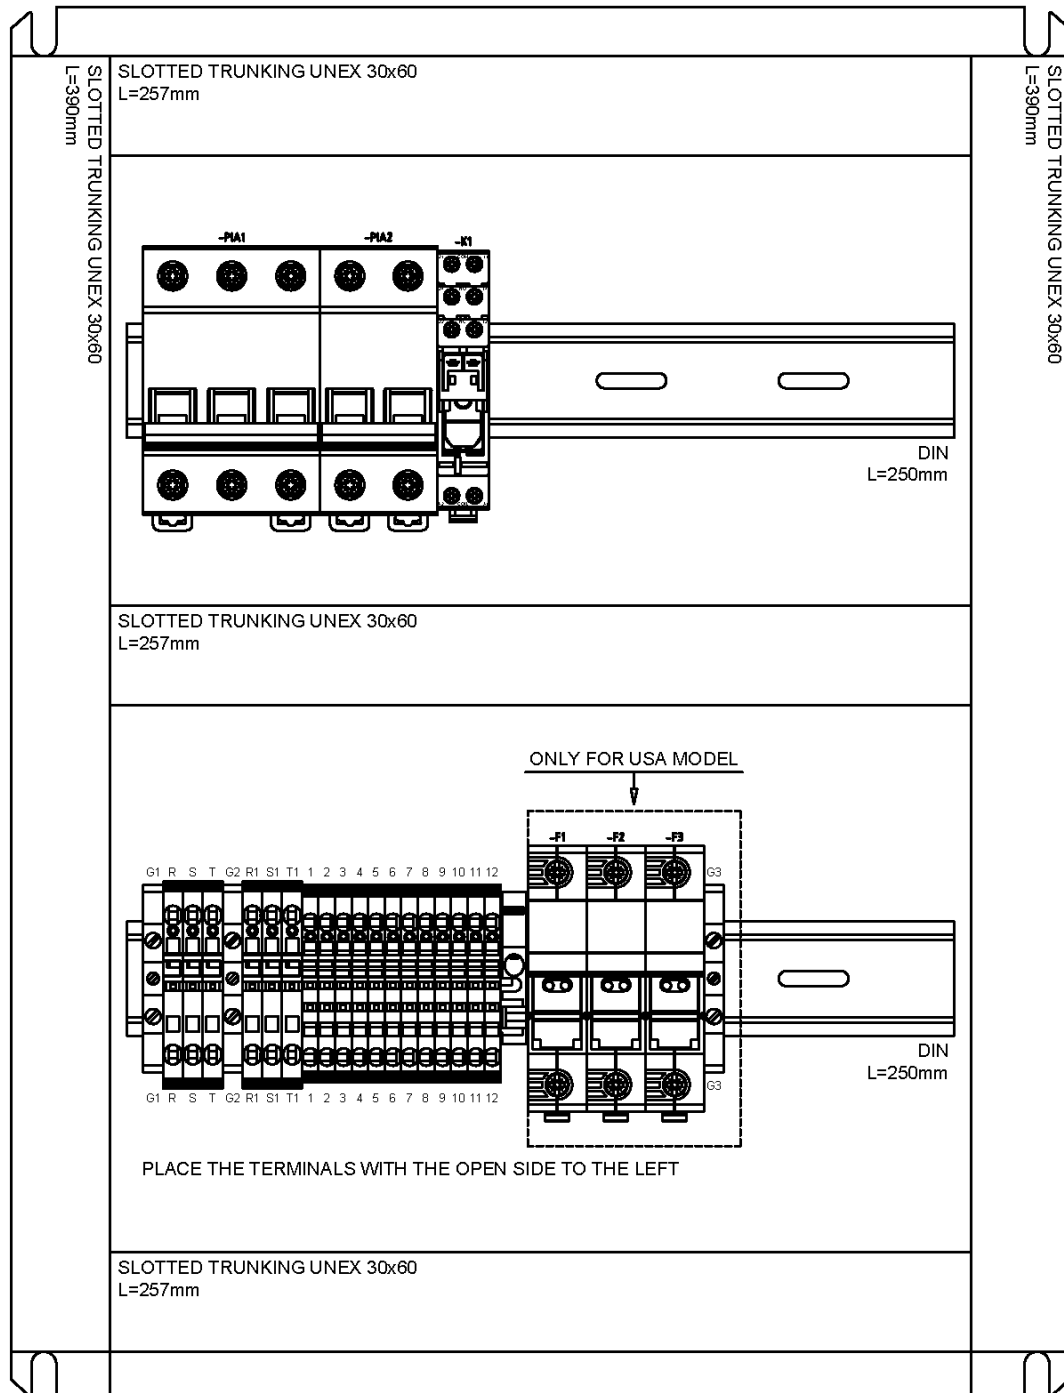 SLOTTED TRUNKING UNEX 30x60
L=390mm
SLOTTED TRUNKING UNEX 30x60
L=257mm
SLOTTED TRUNKING UNEX 30x60
L=390mm
-PIA1 -PIA2 -K1
DIN
L=250mm
SLOTTED TRUNKING UNEX 30x60
L=257mm
ONLY FOR USA MODEL
-F1 -F2 -F3
G1 R S T G2 R1 S1 T1 1 2 3 4 5 6 7 8 9 10 11 12 G3
DIN
L=250mm
G1 R S T G2 R1 S1 T1 1 2 3 4 5 6 7 8 9 10 11 12 G3
PLACE THE TERMINALS WITH THE OPEN SIDE TO THE LEFT
SLOTTED TRUNKING UNEX 30x60
L=257mm